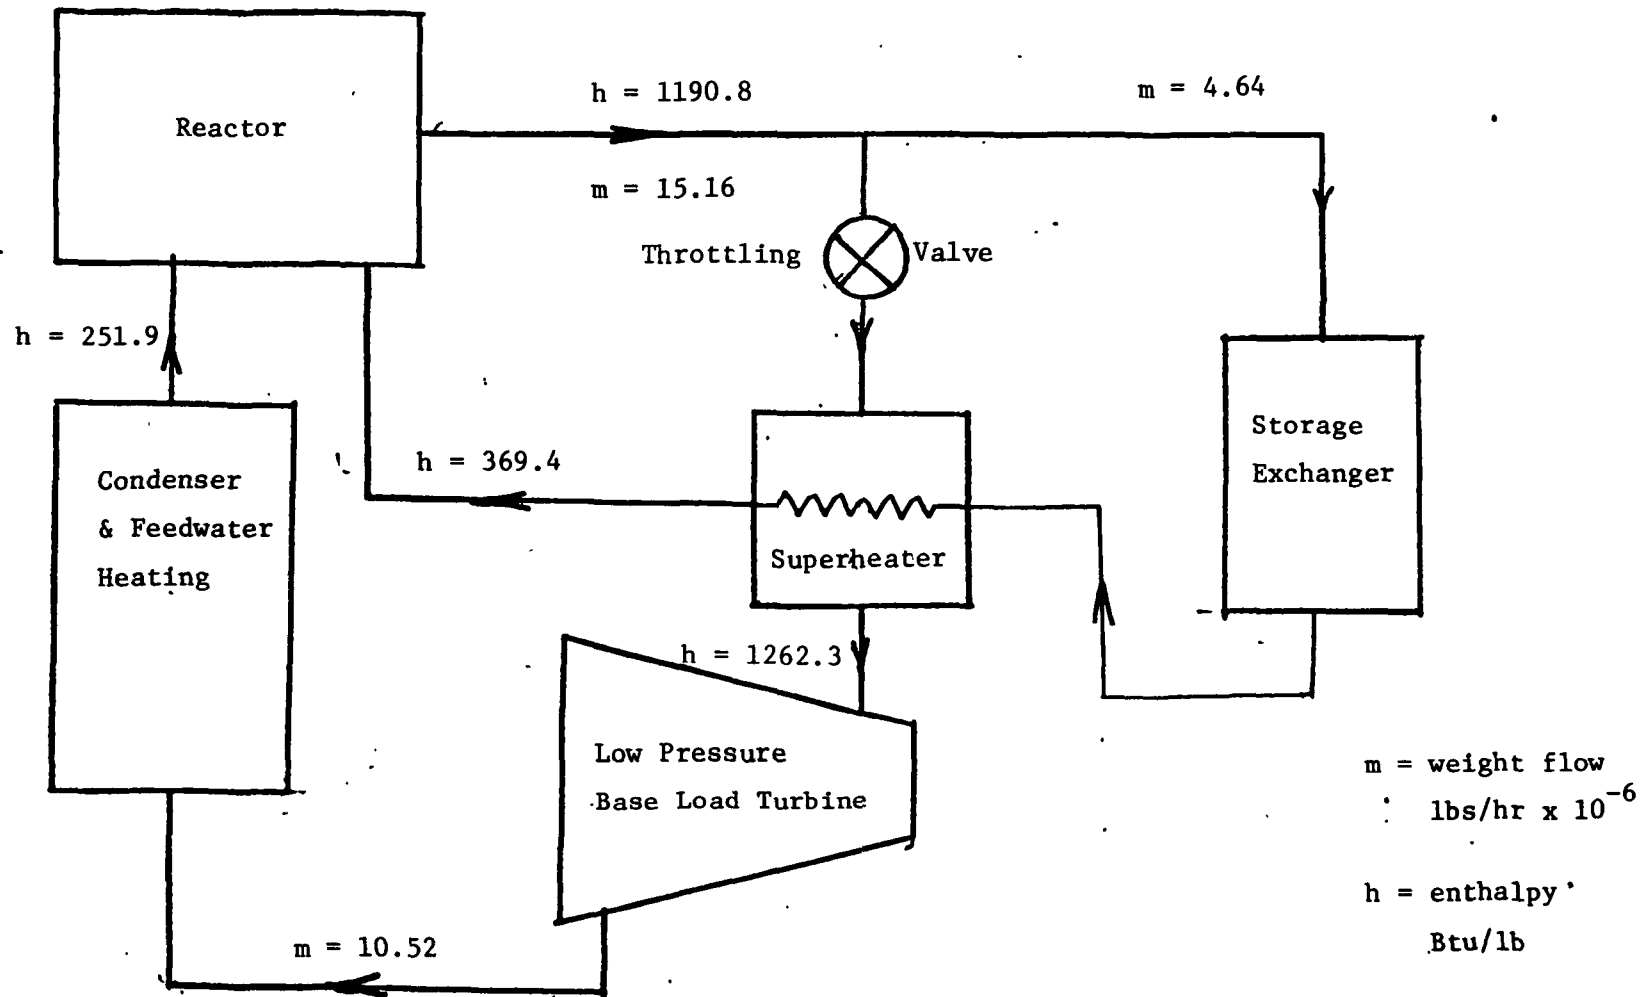 Reactor
h = 1190.8
m = 15.16
m = 4.64
Throttling Valve
h = 251.9
Condenser
& Feedwater
Heating
h = 369.4
Superheater
Storage
Exchanger
h = 1262.3
Low Pressure
Base Load Turbine
m = 10.52
m = weight flow
lbs/hr x 10⁻⁶
h = enthalpy
Btu/lb